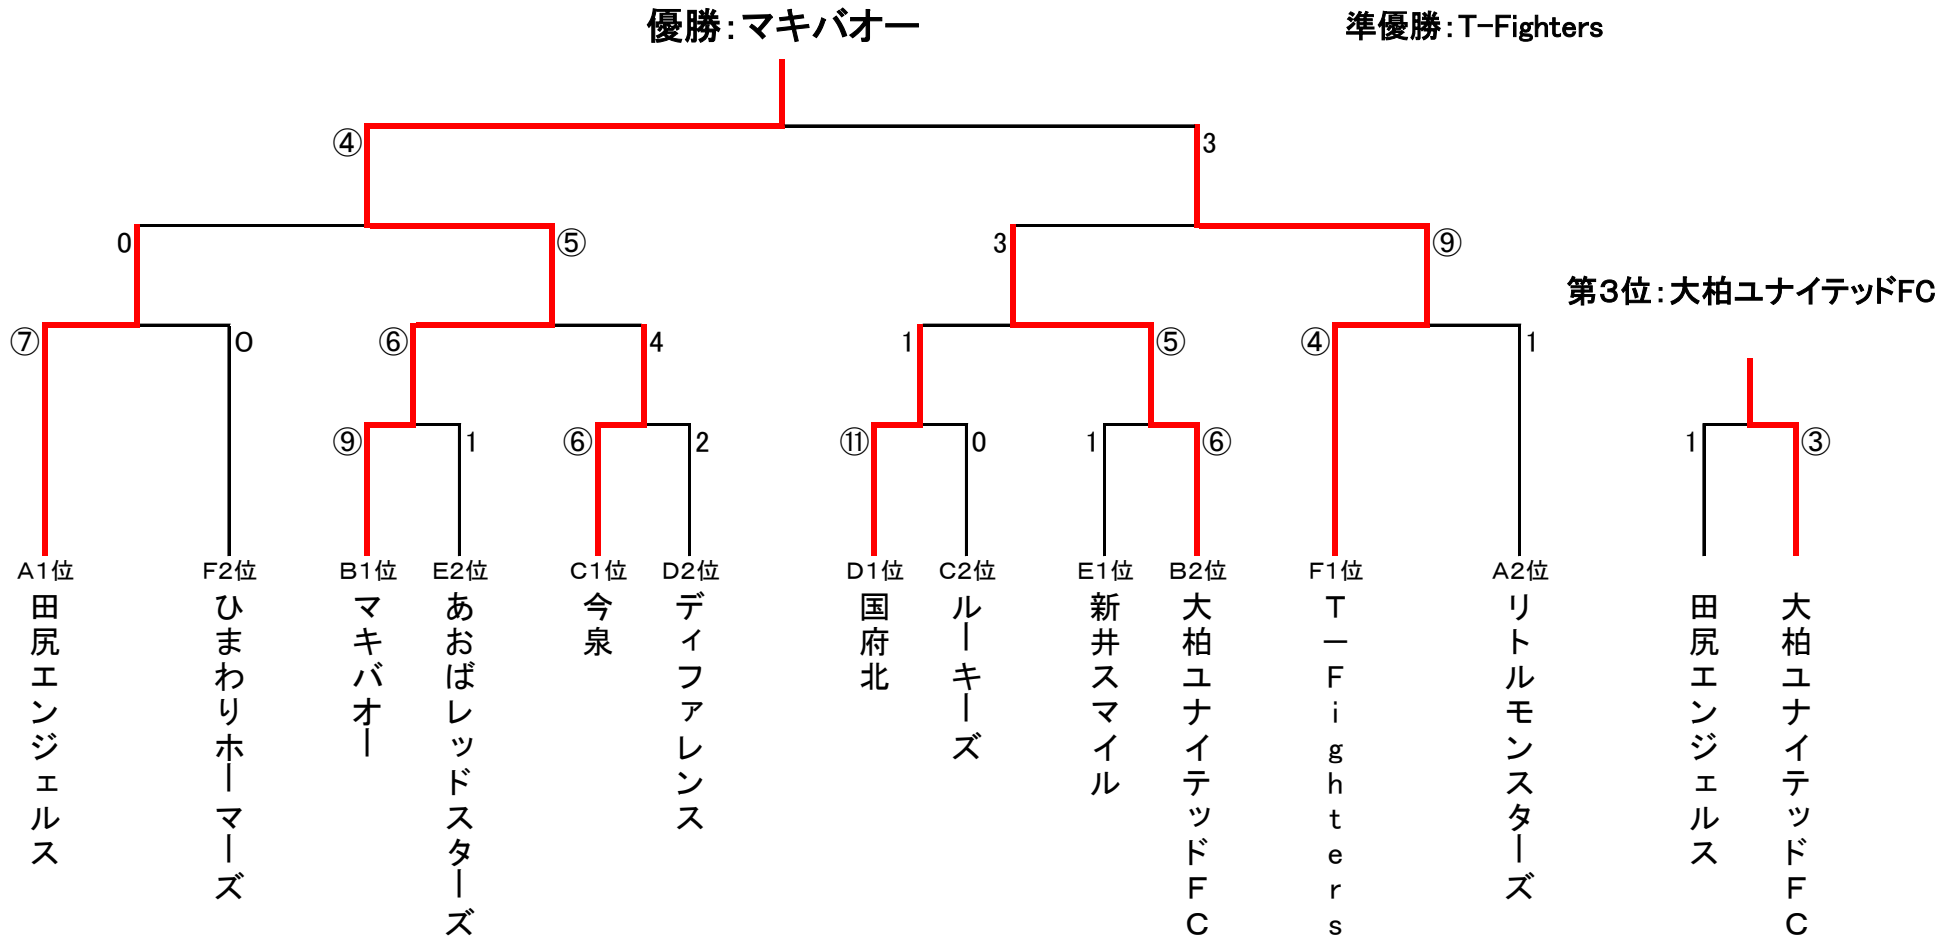 優勝：マキバオー
準優勝：T-Fighters
④
3
0
⑤
3
⑨
第3位：大柏ユナイテッドFC
⑦
0
⑥
4
1
⑤
④
1
⑨
1
⑥
2
⑪
0
1
⑥
1
③
A1位
F2位
B1位
E2位
C1位
D2位
D1位
C2位
E1位
B2位
F1位
A2位
田尻エンジェルス
ひまわりホーマーズ
マキバオー
あおばレッドスターズ
今泉
ディファレンス
国府北
ルーキーズ
新井スマイル
大柏ユナイテッドFC
T－Fighters
リトルモンスターズ
田尻エンジェルス
大柏ユナイテッドFC